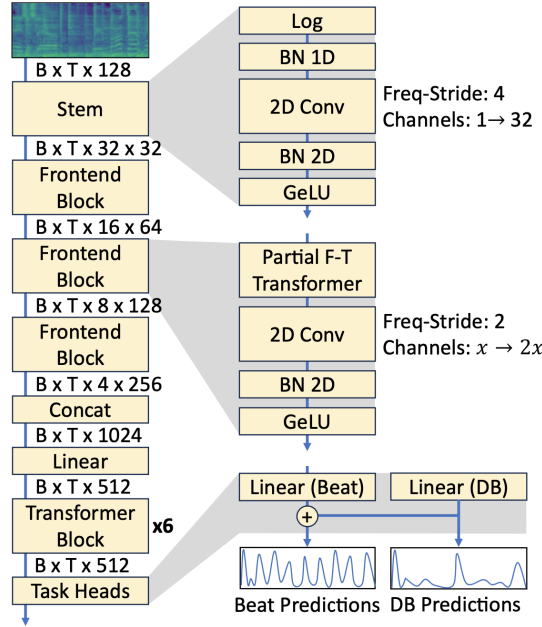 B x T x 128
Stem
B x T x 32 x 32
Frontend
Block
B x T x 16 x 64
Frontend
Block
B x T x 8 x 128
Frontend
Block
B x T x 4 x 256
Concat
B x T x 1024
Linear
B x T x 512
Transformer
Block
x6
B x T x 512
Task Heads
Log
BN 1D
2D Conv
BN 2D
GeLU
Freq-Stride: 4
Channels: 1→ 32
Partial F-T
Transformer
2D Conv
BN 2D
GeLU
Freq-Stride: 2
Channels: x → 2x
Linear (Beat)
Linear (DB)
+
Beat Predictions
DB Predictions